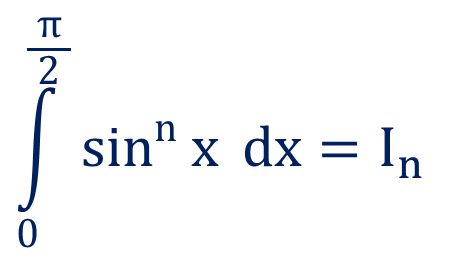 π
2
∫ sinⁿ x dx = Iₙ
0